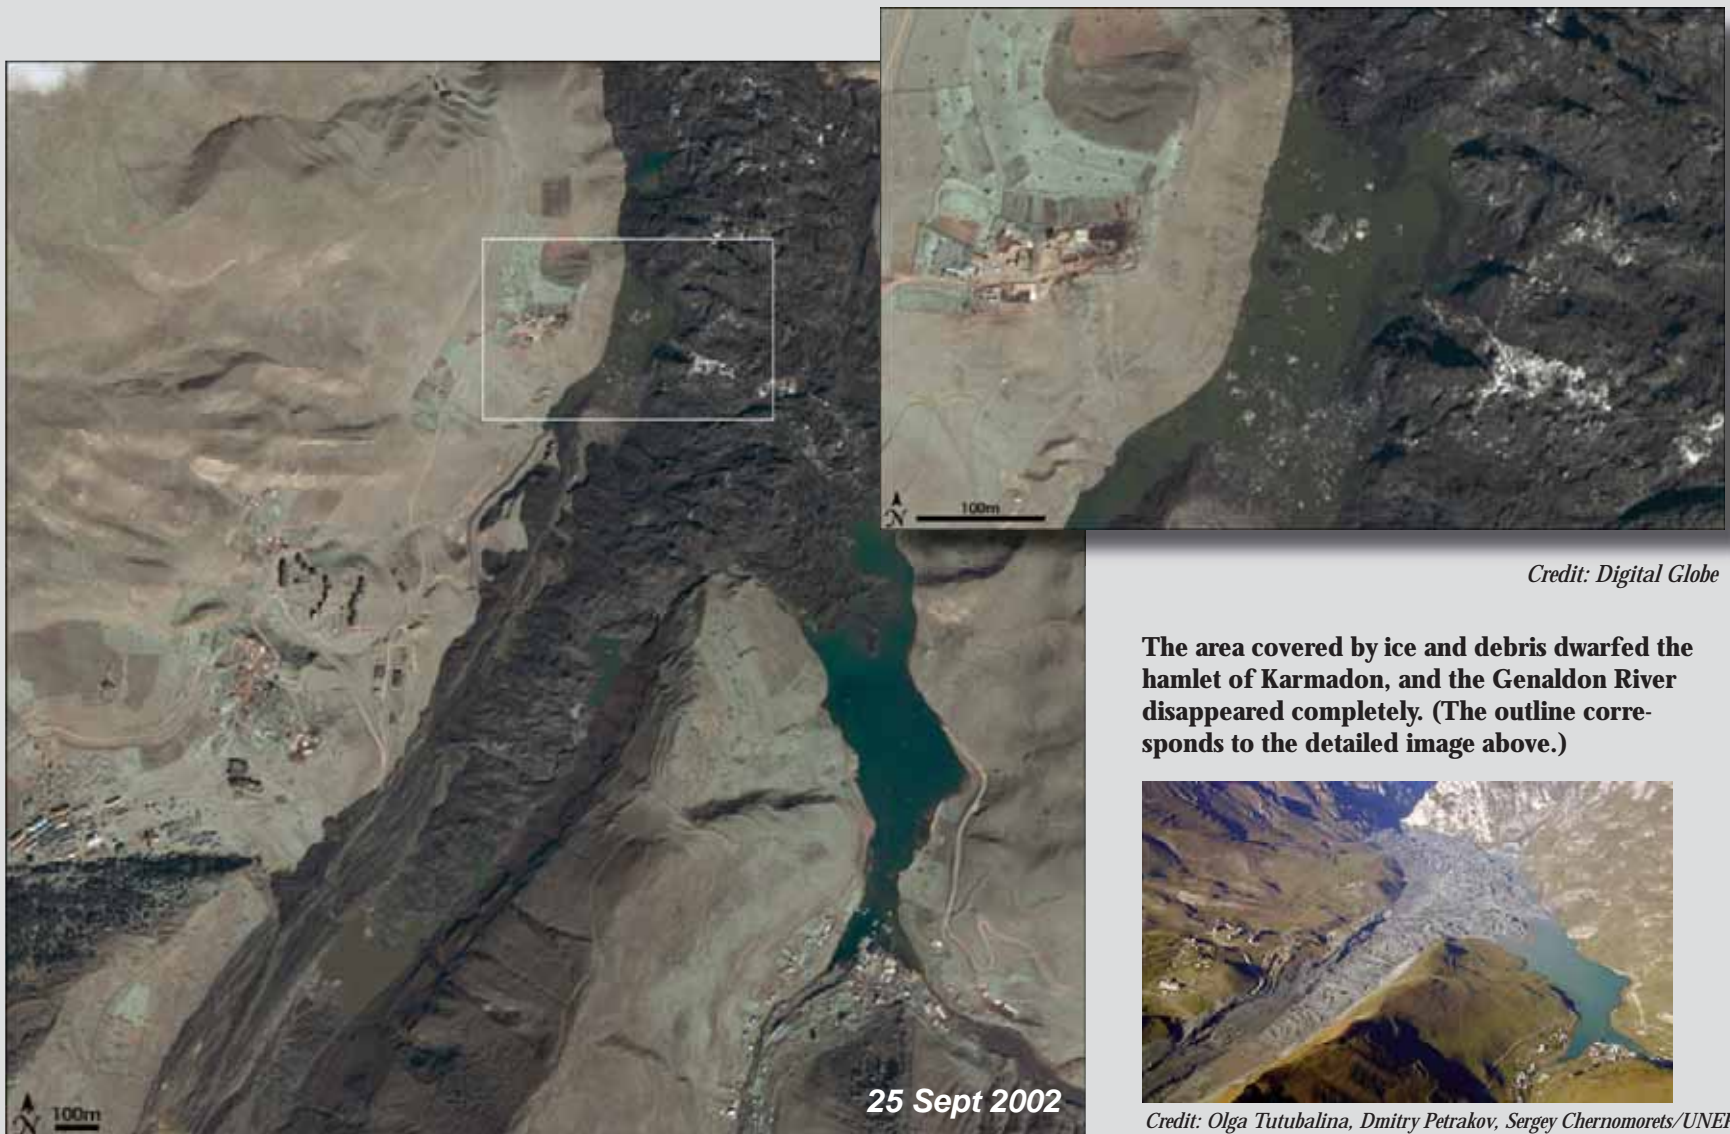 N
100m
Credit: Digital Globe
The area covered by ice and debris dwarfed the
hamlet of Karmadon, and the Genaldon River
disappeared completely. (The outline corre-
sponds to the detailed image above.)
25 Sept 2002
N
100m
Credit: Olga Tutubalina, Dmitry Petrakov, Sergey Chernomorets/UNEP